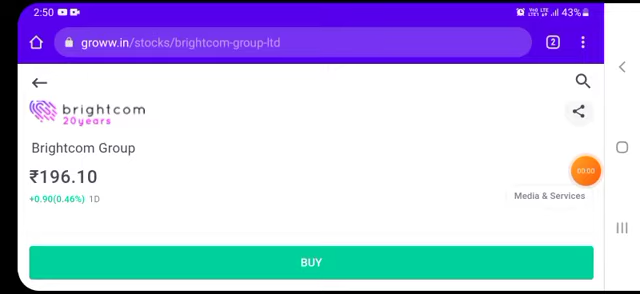 2:50 43%
groww.in/stocks/brightcom-group-ltd 2
brightcom
20years
Brightcom Group
₹196.10
00:00
+0.90(0.46%) 1D
Media & Services
BUY